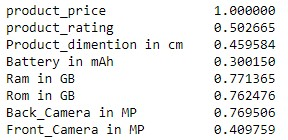 product_price 1.000000
product_rating 0.502665
Product_dimention in cm 0.459584
Battery in mAh 0.300150
Ram in GB 0.771365
Rom in GB 0.762476
Back_Camera in MP 0.769506
Front_Camera in MP 0.409759